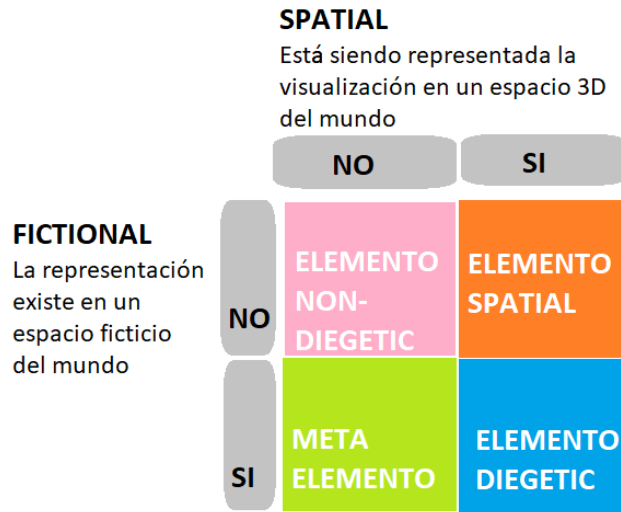 SPATIAL
Está siendo representada la
visualización en un espacio 3D
del mundo
NO
SI
FICTIONAL
La representación
existe en un
espacio ficticio
del mundo
NO
ELEMENTO
NON-
DIEGETIC
ELEMENTO
SPATIAL
SI
META
ELEMENTO
ELEMENTO
DIEGETIC